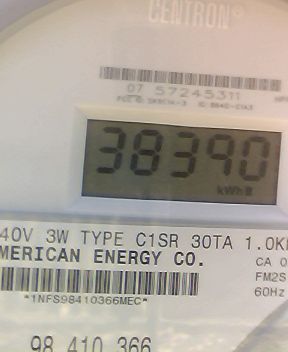 CENTRON®
07 57245311
38390
kWh
40V 3W TYPE C1SR 30TA 1.0K
MERICAN ENERGY CO.
CA 0
FM2S
60Hz
*1NFS98410366MEC*
98 410 366